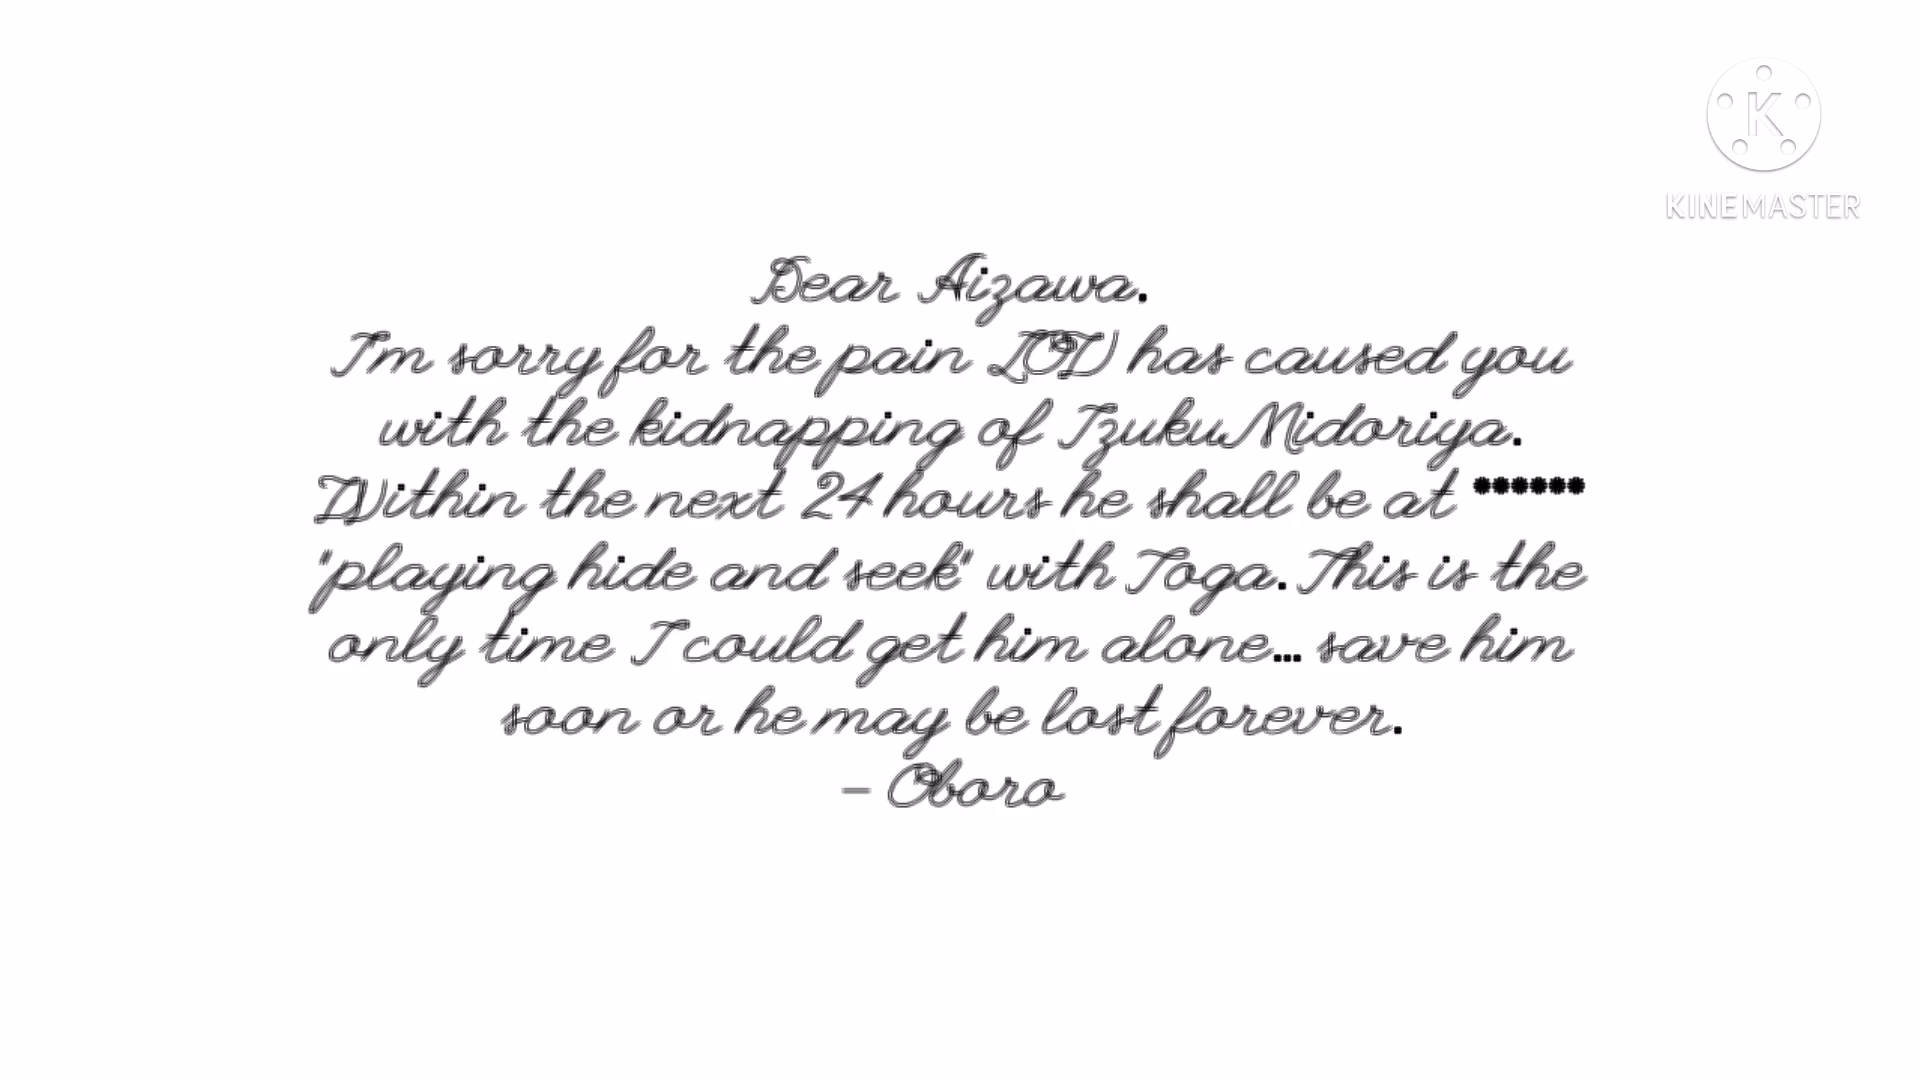 Dear Aizawa.
I'm sorry for the pain LOV has caused you
with the kidnapping of Izuku Midoriya.
Within the next 24 hours he shall be at ******
"playing hide and seek" with Toga. This is the
only time I could get him alone... save him
soon or he may be lost forever.
- Oboro
KINEMASTER